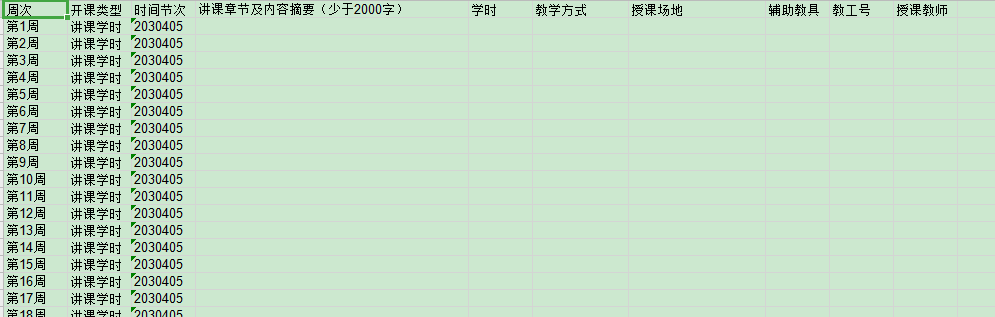 周次 开课类型 时间节次 讲课章节及内容摘要（少于2000字） 学时 教学方式 授课场地 辅助教具 教工号 授课教师
第1周 讲课学时 2030405
第2周 讲课学时 2030405
第3周 讲课学时 2030405
第4周 讲课学时 2030405
第5周 讲课学时 2030405
第6周 讲课学时 2030405
第7周 讲课学时 2030405
第8周 讲课学时 2030405
第9周 讲课学时 2030405
第10周 讲课学时 2030405
第11周 讲课学时 2030405
第12周 讲课学时 2030405
第13周 讲课学时 2030405
第14周 讲课学时 2030405
第15周 讲课学时 2030405
第16周 讲课学时 2030405
第17周 讲课学时 2030405
第18周 讲课学时 2030405